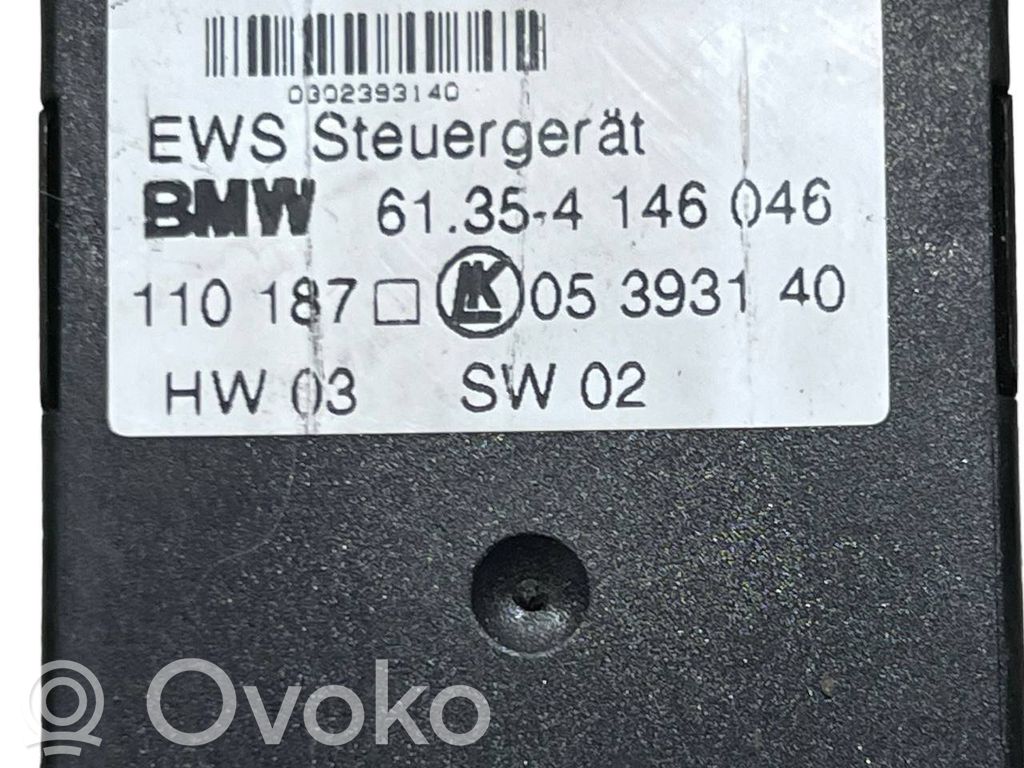 0302393140
EWS Steuergerät
BMW 61.35-4 146 046
110 187 □ LK 05 3931 40
HW 03 SW 02
Ovoko